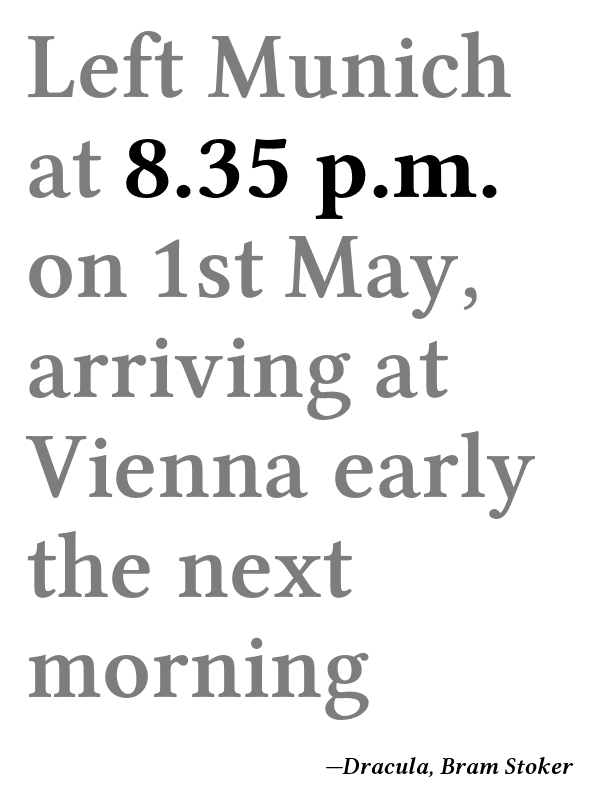 Left Munich
at 8.35 p.m.
on 1st May,
arriving at
Vienna early
the next
morning
—Dracula, Bram Stoker